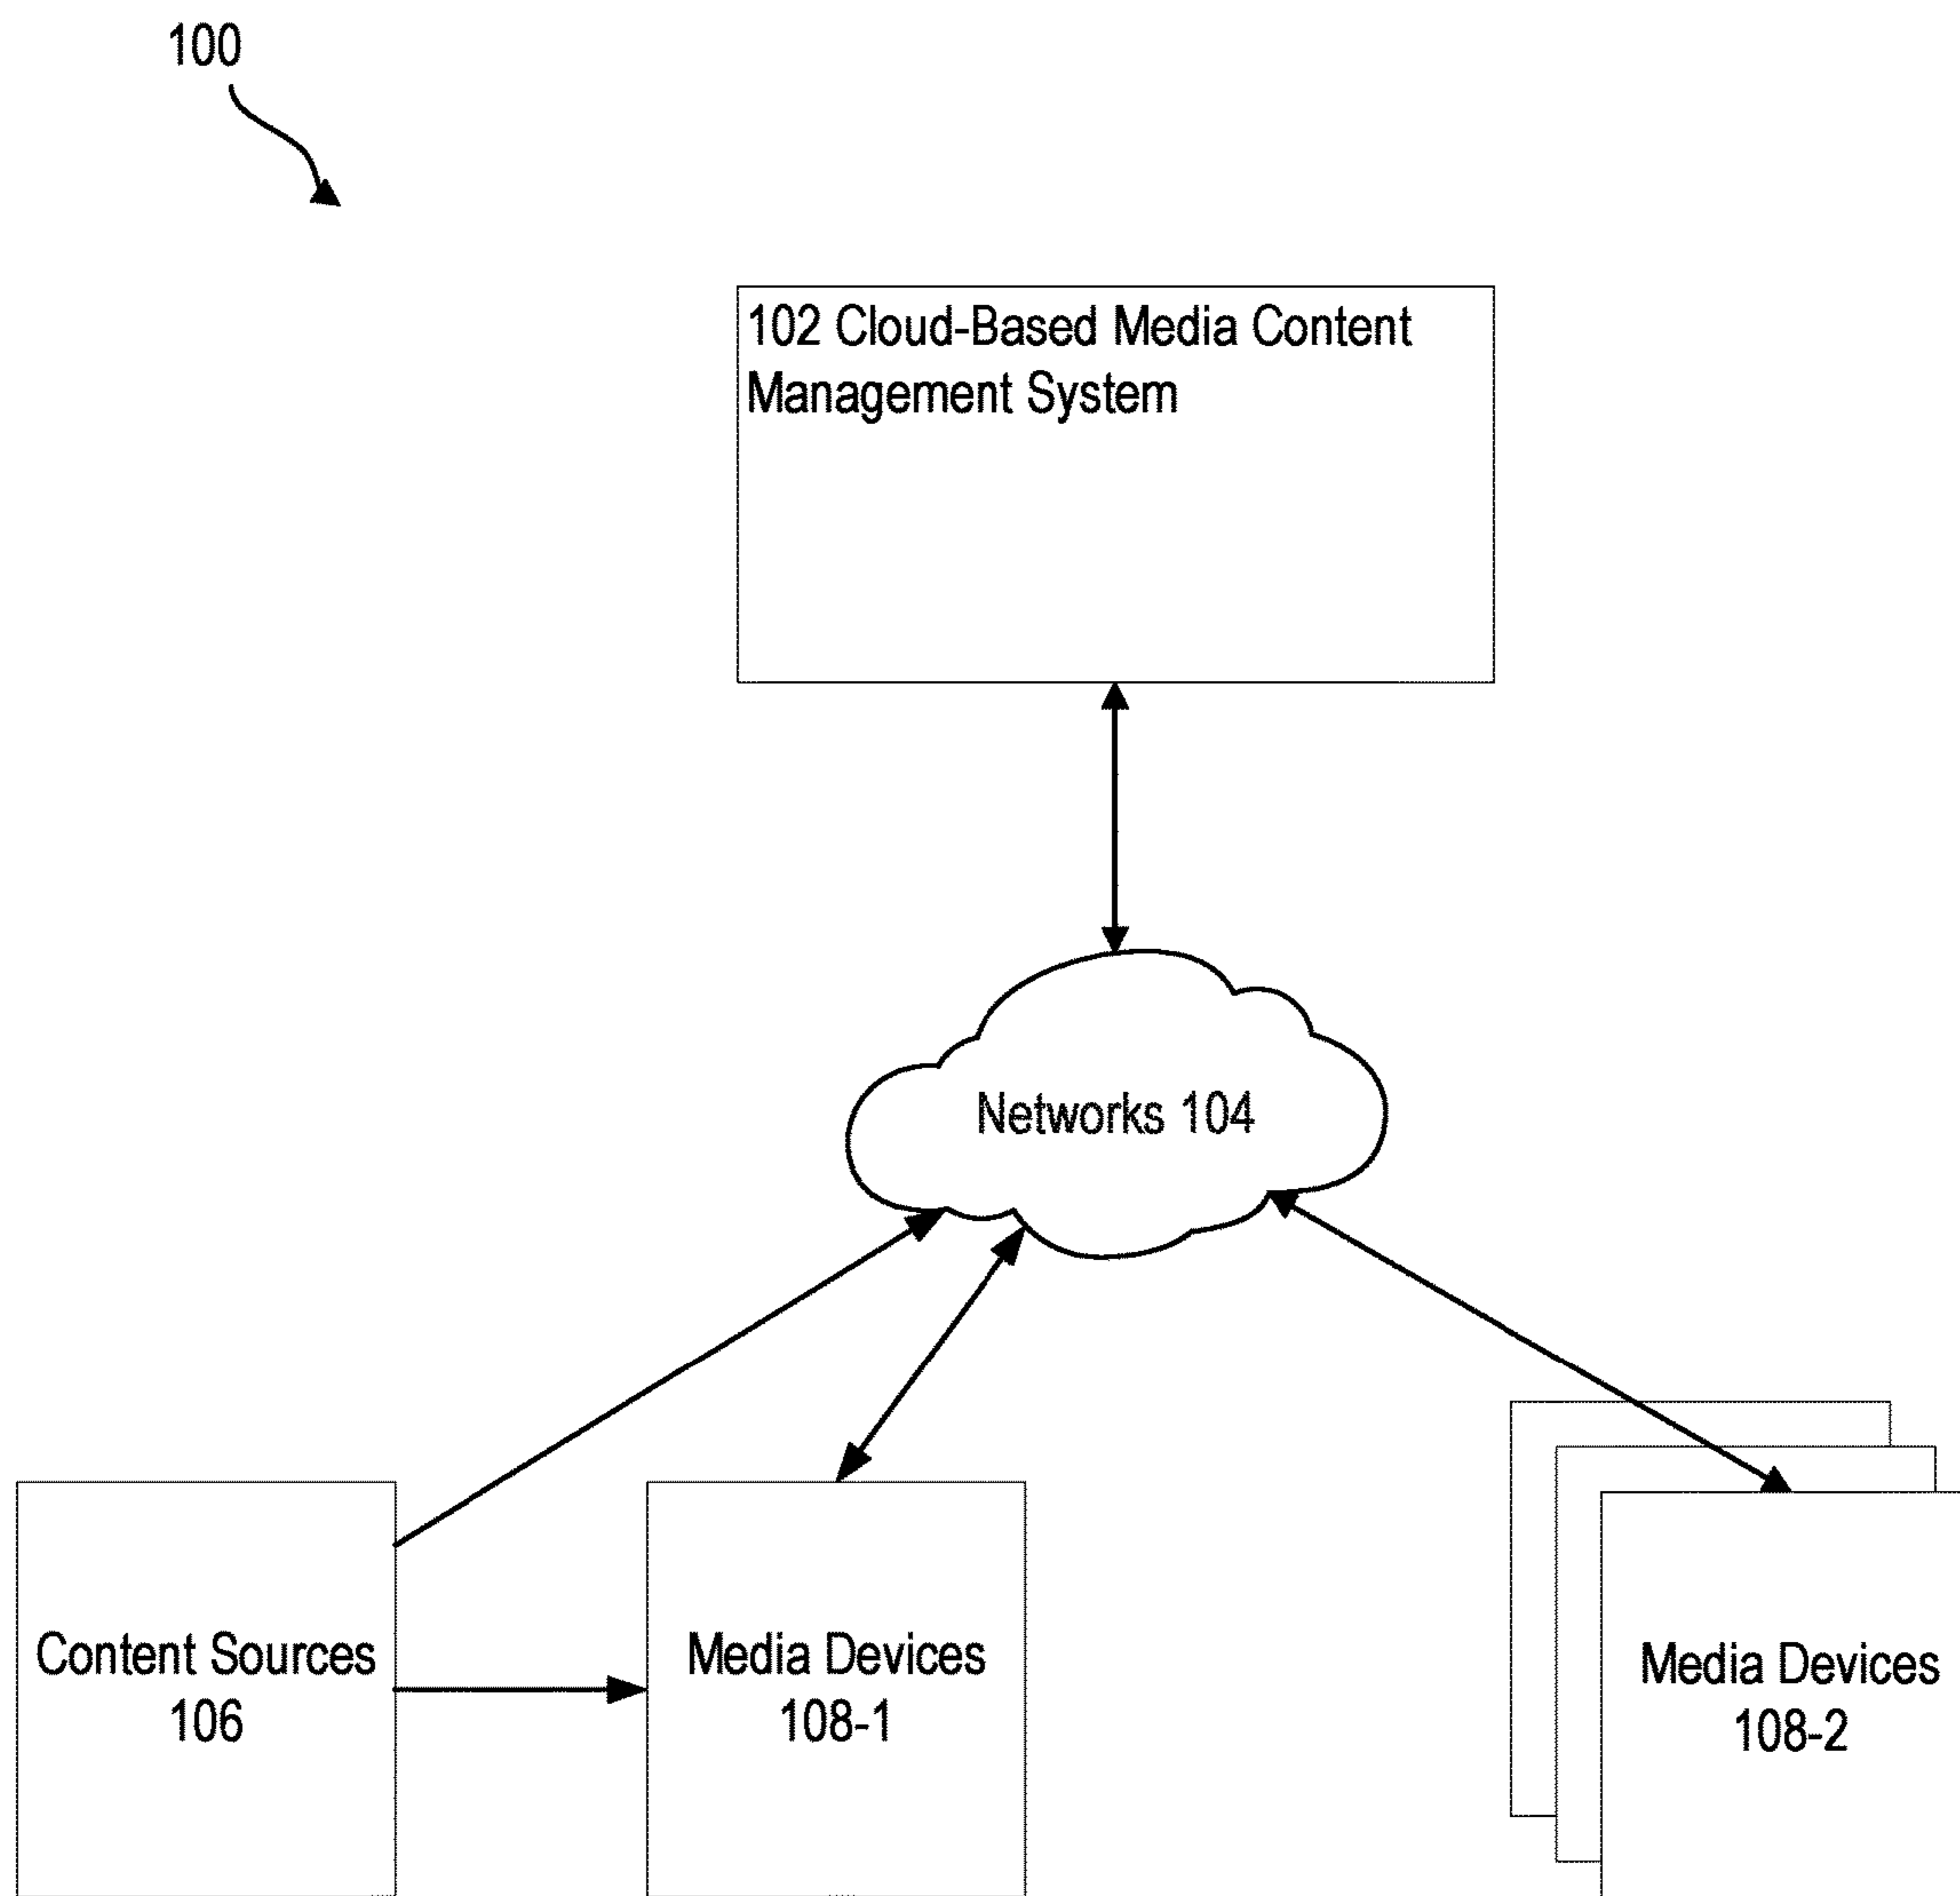 100
102 Cloud-Based Media Content
Management System
Networks 104
Content Sources
106
Media Devices
108-1
Media Devices
108-2